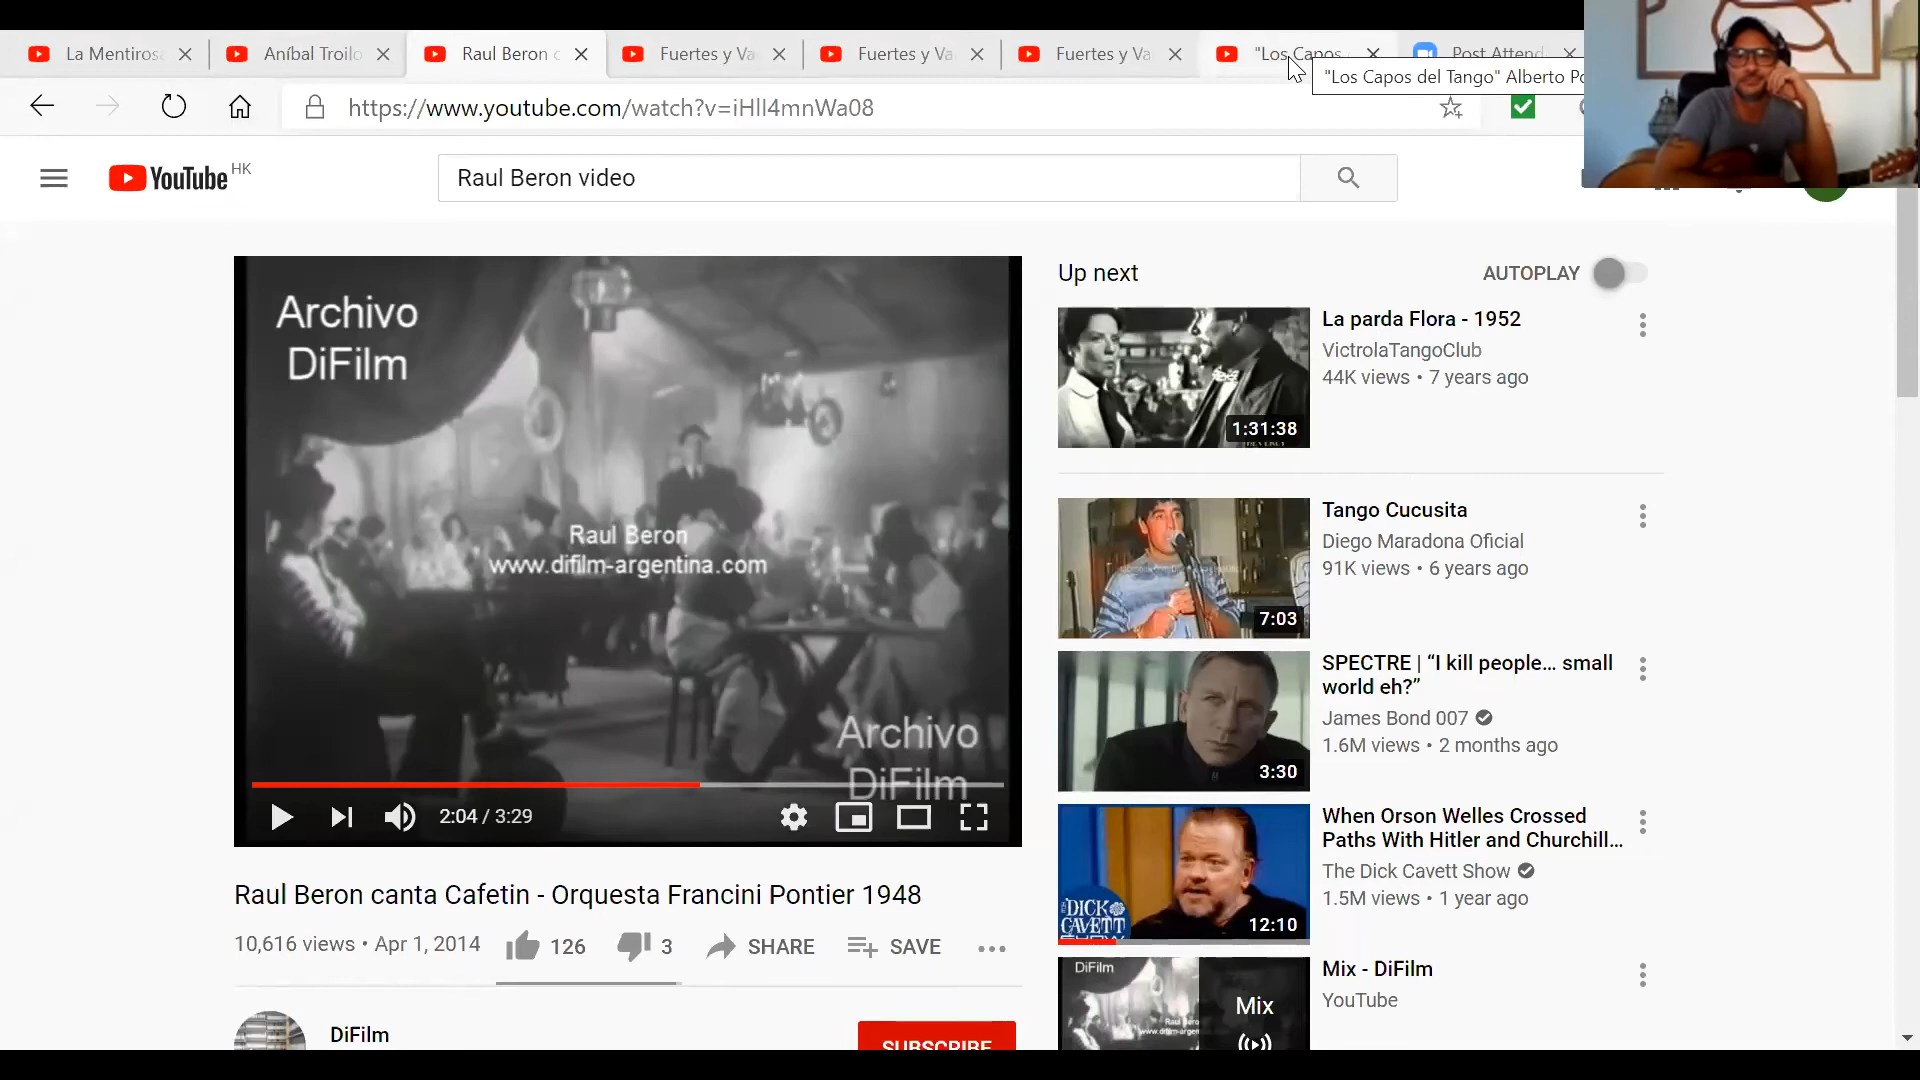 La Mentiros
Aníbal Troilo
Raul Beron c
Fuertes y Va
Fuertes y Va
Fuertes y Va
"Los Capos
Post Attend
"Los Capos del Tango" Alberto Po
https://www.youtube.com/watch?v=iHll4mnWa08
YouTube HK
Raul Beron video
Archivo
DiFilm
Raul Beron
www.difilm-argentina.com
Archivo
DiFilm
2:04 / 3:29
Raul Beron canta Cafetin - Orquesta Francini Pontier 1948
10,616 views • Apr 1, 2014
126
3
SHARE
SAVE
DiFilm
SUBSCRIBE
Up next
AUTOPLAY
1:31:38
La parda Flora - 1952
VictrolaTangoClub
44K views • 7 years ago
7:03
Tango Cucusita
Diego Maradona Oficial
91K views • 6 years ago
3:30
SPECTRE | “I kill people... small
world eh?”
James Bond 007
1.6M views • 2 months ago
DICK
CAVETT
12:10
When Orson Welles Crossed
Paths With Hitler and Churchill...
The Dick Cavett Show
1.5M views • 1 year ago
DiFilm
Mix
Mix - DiFilm
YouTube